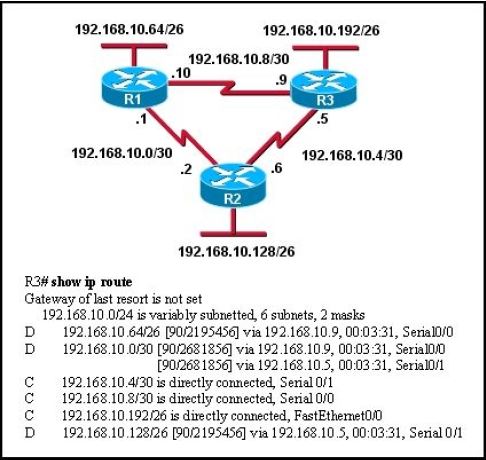 192.168.10.64/26
192.168.10.192/26
192.168.10.8/30
.10
.9
R1
R3
.1
.5
192.168.10.0/30
192.168.10.4/30
.2
.6
R2
192.168.10.128/26
R3# show ip route
Gateway of last resort is not set
192.168.10.0/24 is variably subnetted, 6 subnets, 2 masks
D 192.168.10.64/26 [90/2195456] via 192.168.10.9, 00:03:31, Serial0/0
D 192.168.10.0/30 [90/2681856] via 192.168.10.9, 00:03:31, Serial0/0
[90/2681856] via 192.168.10.5, 00:03:31, Serial0/1
C 192.168.10.4/30 is directly connected, Serial 0/1
C 192.168.10.8/30 is directly connected, Serial 0/0
C 192.168.10.192/26 is directly connected, FastEthernet0/0
D 192.168.10.128/26 [90/2195456] via 192.168.10.5, 00:03:31, Serial 0/1